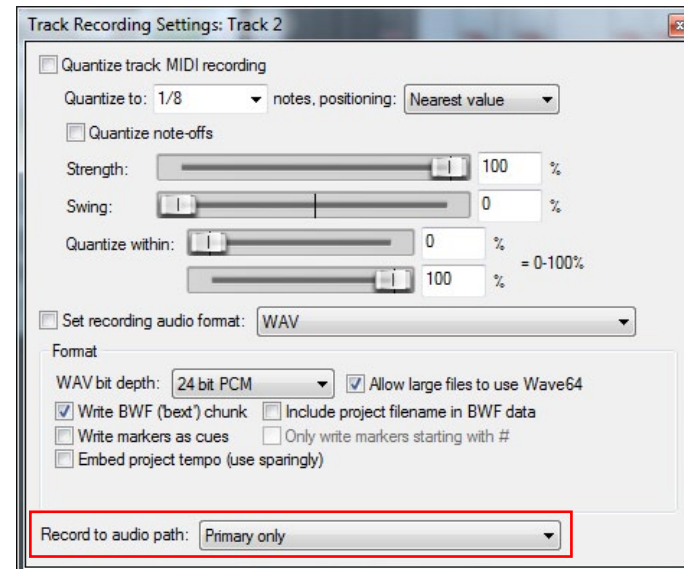 Track Recording Settings: Track 2
Quantize track MIDI recording
Quantize to: 1/8 notes, positioning: Nearest value
Quantize note-offs
Strength: 100 %
Swing: 0 %
Quantize within: 0 %
= 0-100%
100 %
Set recording audio format: WAV
Format
WAV bit depth: 24 bit PCM Allow large files to use Wave64
Write BWF ('bext') chunk Include project filename in BWF data
Write markers as cues Only write markers starting with #
Embed project tempo (use sparingly)
Record to audio path: Primary only